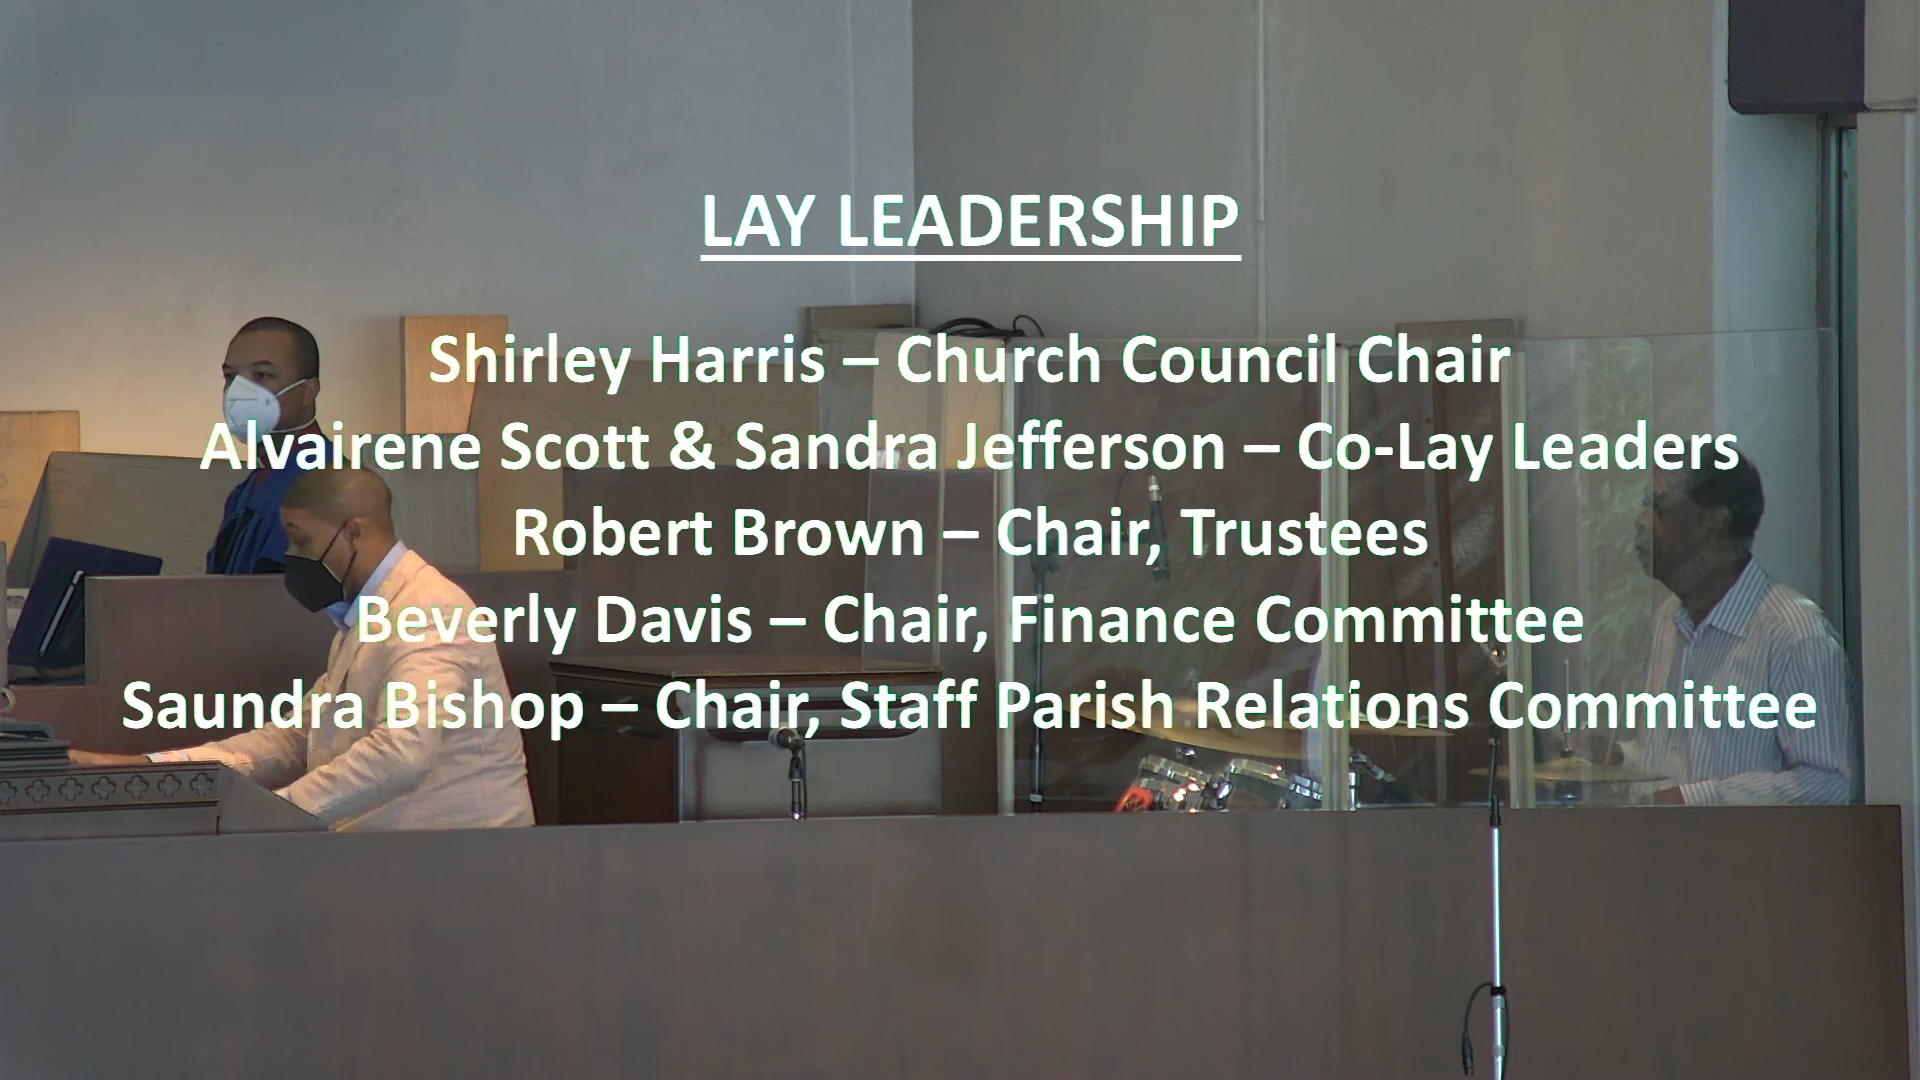 LAY LEADERSHIP
Shirley Harris – Church Council Chair
Alvairene Scott & Sandra Jefferson – Co-Lay Leaders
Robert Brown – Chair, Trustees
Beverly Davis – Chair, Finance Committee
Saundra Bishop – Chair, Staff Parish Relations Committee